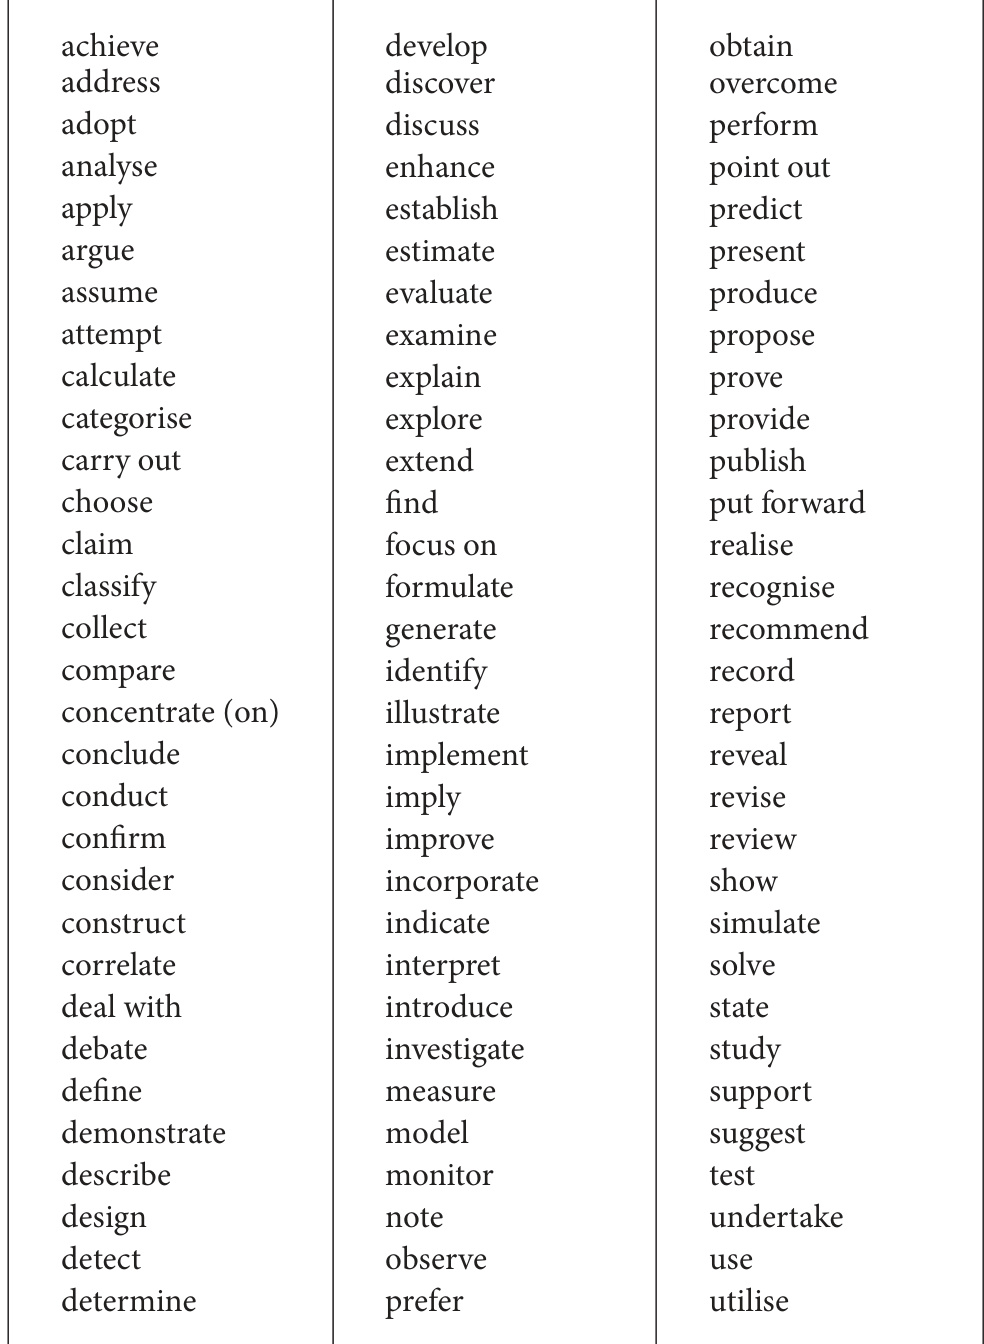 achieve
address
adopt
analyse
apply
argue
assume
attempt
calculate
categorise
carry out
choose
claim
classify
collect
compare
concentrate (on)
conclude
conduct
confirm
consider
construct
correlate
deal with
debate
define
demonstrate
describe
design
detect
determine
develop
discover
discuss
enhance
establish
estimate
evaluate
examine
explain
explore
extend
find
focus on
formulate
generate
identify
illustrate
implement
imply
improve
incorporate
indicate
interpret
introduce
investigate
measure
model
monitor
note
observe
prefer
obtain
overcome
perform
point out
predict
present
produce
propose
prove
provide
publish
put forward
realise
recognise
recommend
record
report
reveal
revise
review
show
simulate
solve
state
study
support
suggest
test
undertake
use
utilise